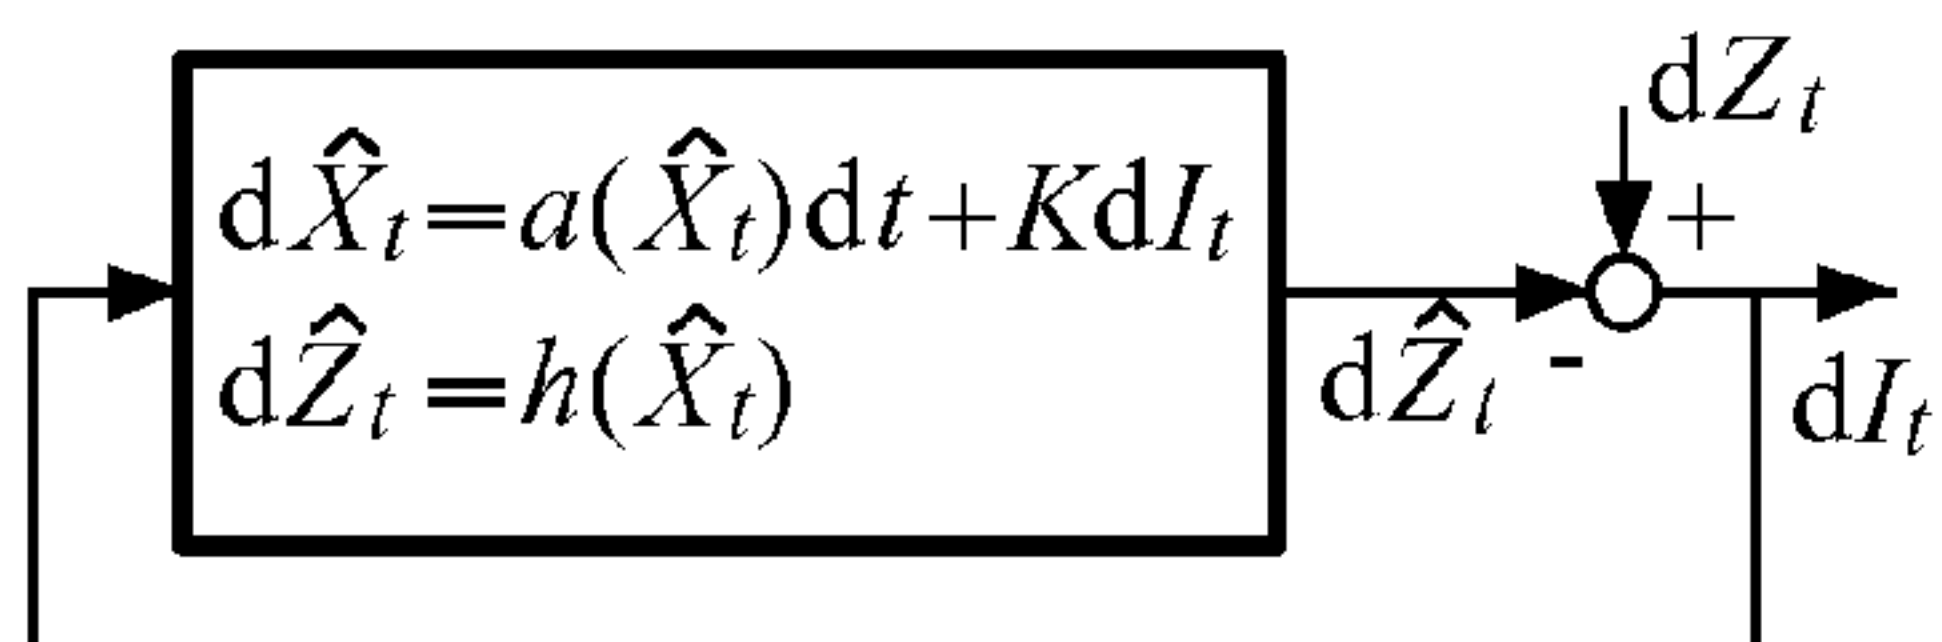 dZ_t
dX̂_t=a(X̂_t)dt+KdI_t
+
dẐ_t=h(X̂_t)
dẐ_t
-
dI_t